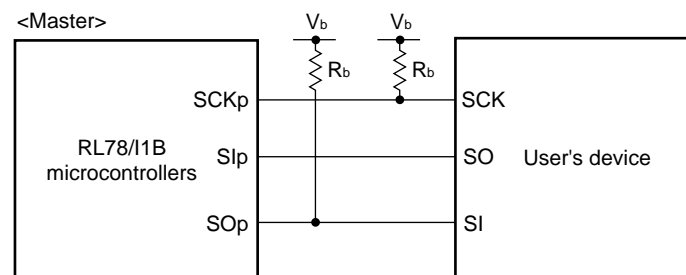 <Master>
Vb
Vb
Rb
Rb
SCKp
SCK
RL78/I1B
microcontrollers
SIp
SO
User's device
SOp
SI